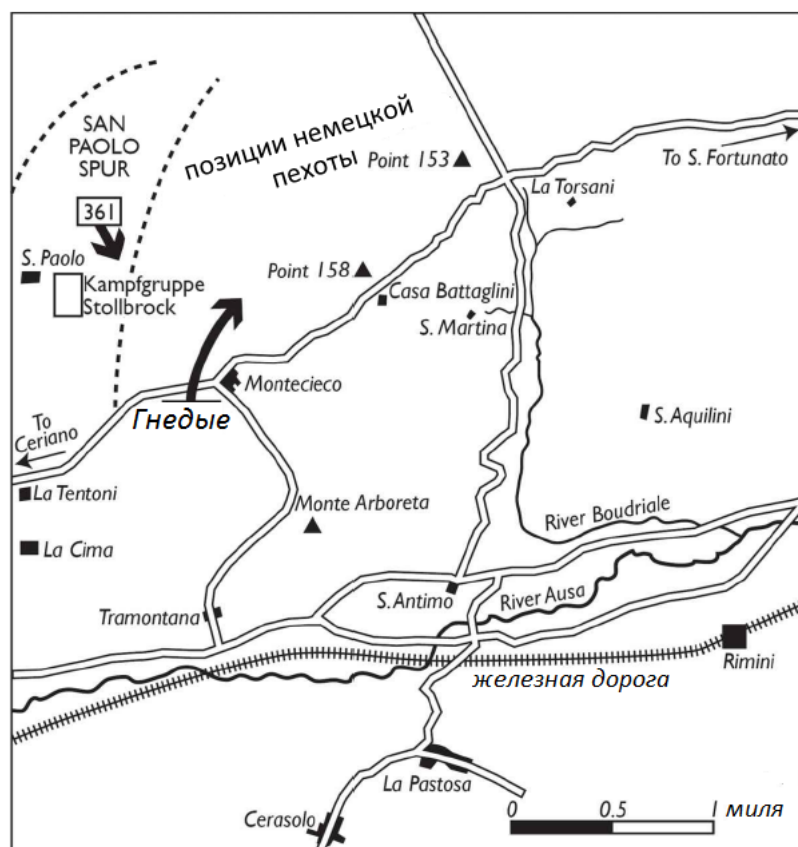 SAN
PAOLO
SPUR
361
S. Paolo
Kampfgruppe
Stollbrock
позиции немецкой
пехоты
Point 153
To S. Fortunato
La Torsani
Point 158
Casa Battaglini
S. Martina
Montecieco
Гнедые
To
Ceriano
S. Aquilini
La Tentoni
Monte Arboreta
La Cima
River Boudriale
Tramontana
S. Antimo
River Ausa
Rimini
железная дорога
La Pastosa
Cerasolo
0 0.5 1 миля